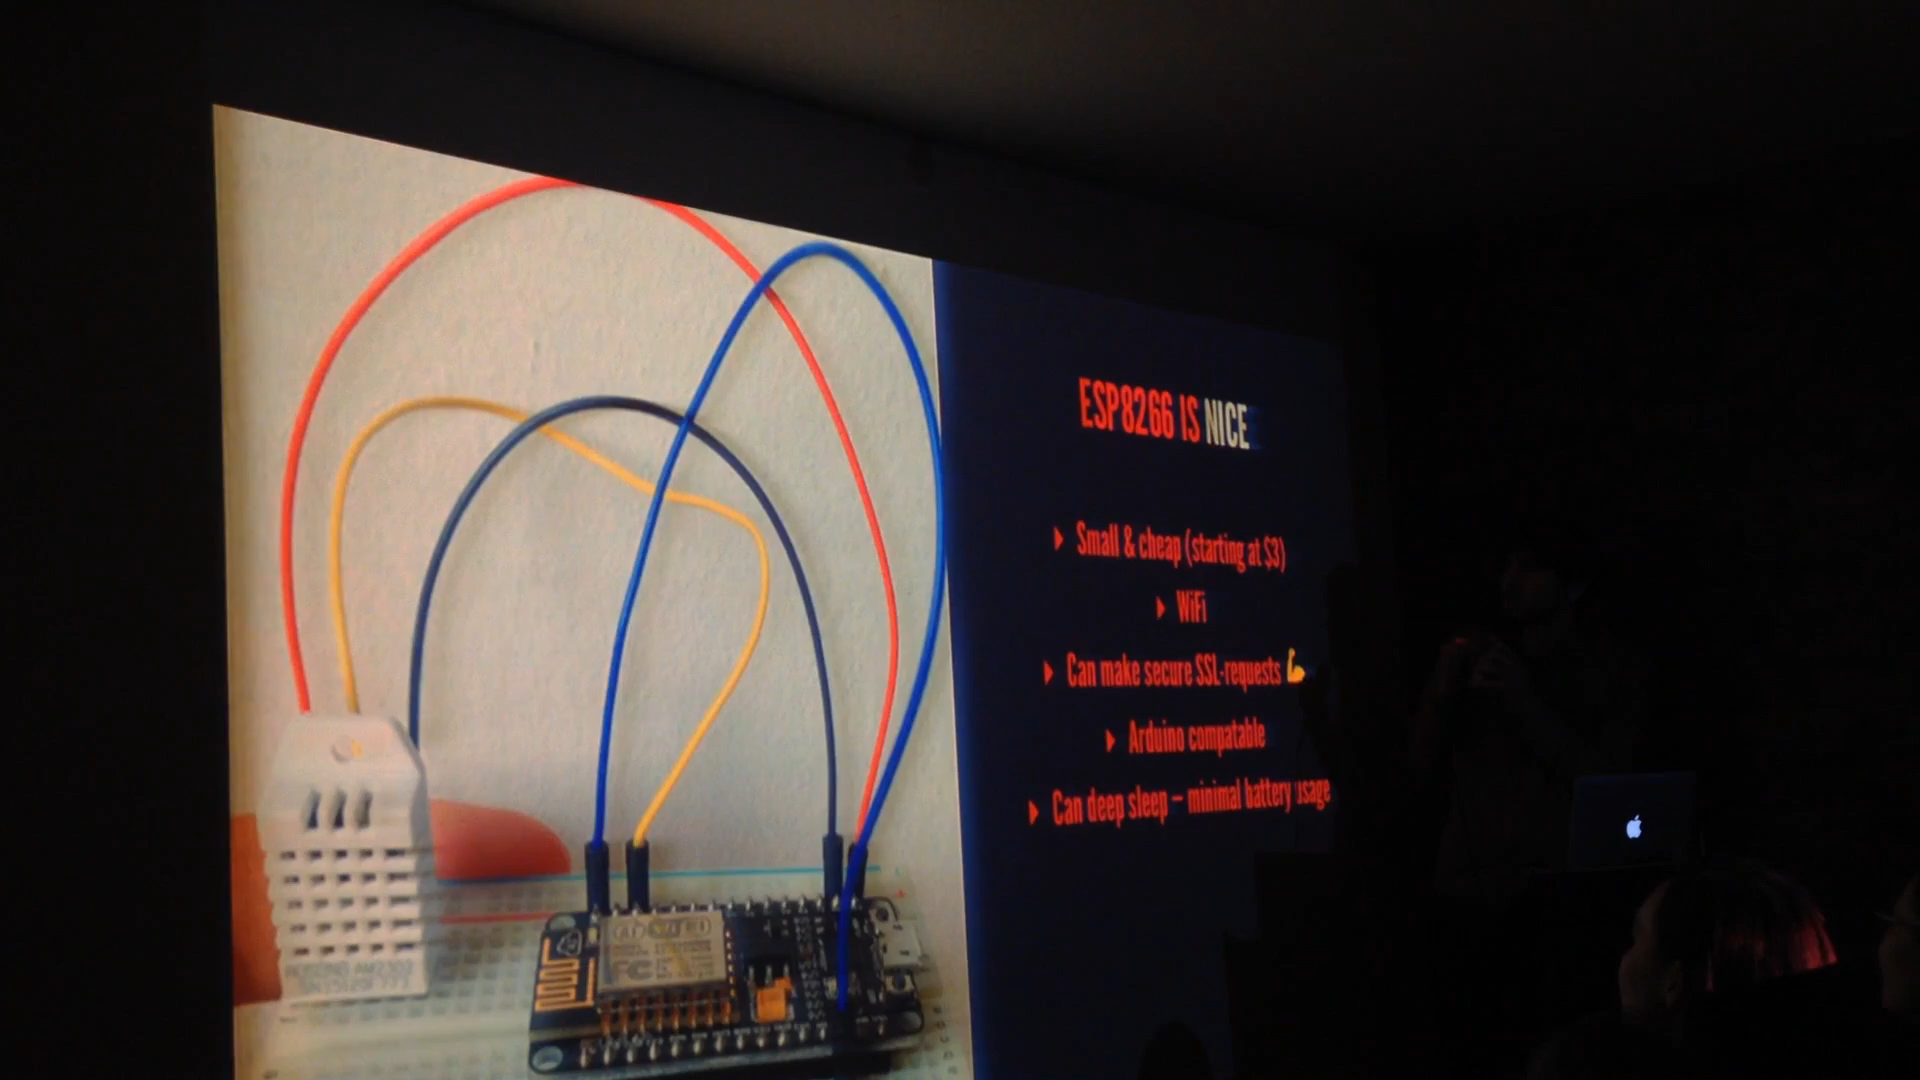 ESP8266 IS NICE
Small & cheap (starting at $3)
WiFi
Can make secure SSL-requests 💪
Arduino compatable
Can deep sleep – minimal battery usage